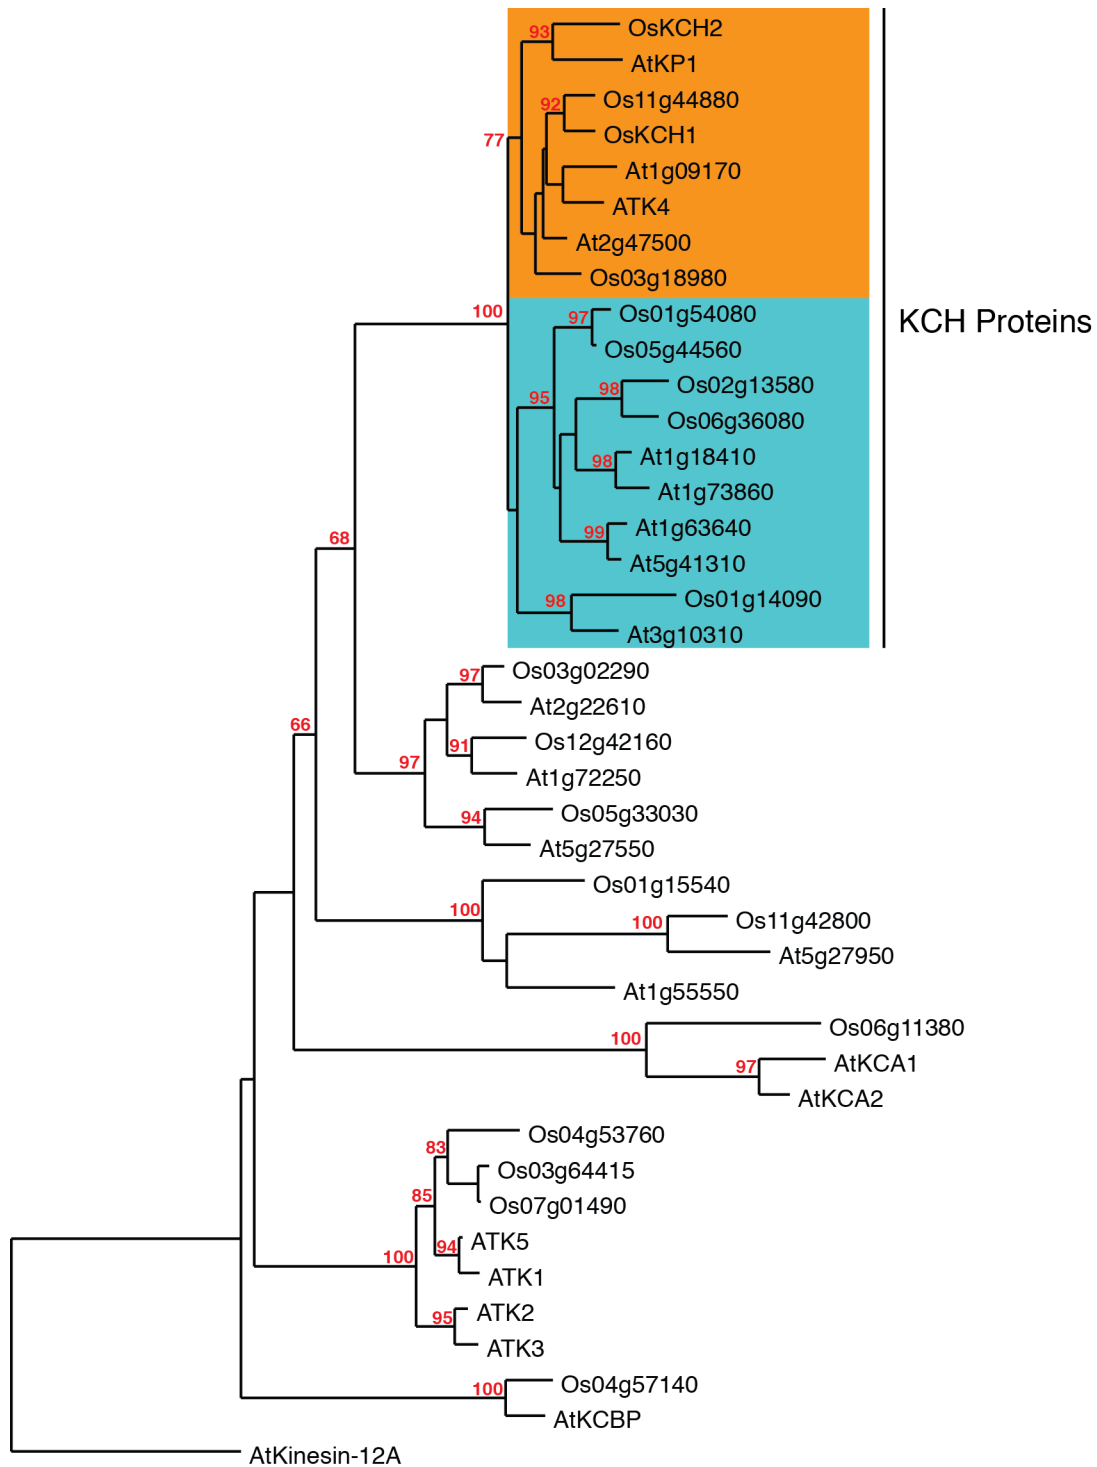 93
OsKCH2
AtKP1
92
Os11g44880
OsKCH1
77
At1g09170
ATK4
At2g47500
Os03g18980
100
97
Os01g54080
KCH Proteins
Os05g44560
98
Os02g13580
95
Os06g36080
98
At1g18410
At1g73860
68
99
At1g63640
At5g41310
98
Os01g14090
At3g10310
97
Os03g02290
At2g22610
66
91
Os12g42160
97
At1g72250
94
Os05g33030
At5g27550
Os01g15540
100
100
Os11g42800
At5g27950
At1g55550
100
Os06g11380
97
AtKCA1
AtKCA2
83
Os04g53760
Os03g64415
85
Os07g01490
94
ATK5
100
ATK1
95
ATK2
ATK3
100
Os04g57140
AtKCBP
AtKinesin-12A